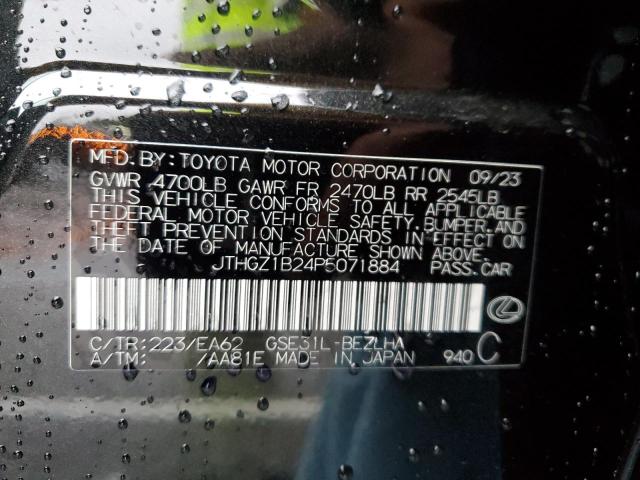 MFD. BY: TOYOTA MOTOR CORPORATION 09/23
GVWR 4700LB GAWR FR 2470LB RR 2545LB
THIS VEHICLE CONFORMS TO ALL APPLICABLE
FEDERAL MOTOR VEHICLE SAFETY, BUMPER, AND
THEFT PREVENTION STANDARDS IN EFFECT ON
THE DATE OF MANUFACTURE SHOWN ABOVE.
JTHGZ1B24P5071884 PASS.CAR
C/TR: 223/EA62 GSE31L-BEZLHA
A/TM: /AA81E MADE IN JAPAN 940 C